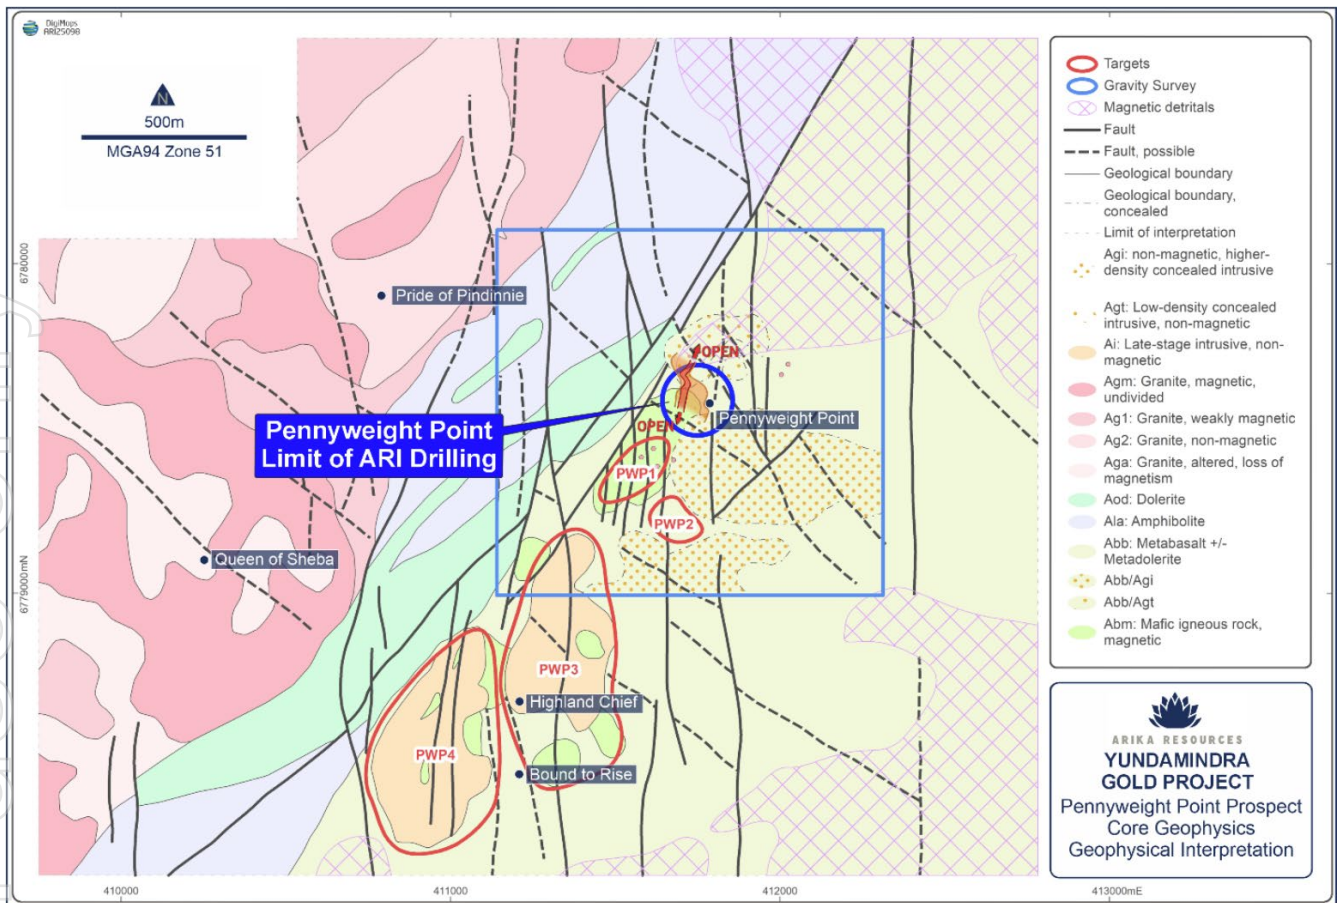 DigiMaps
ARI25098
N
500m
MGA94 Zone 51
6780000
6779000mN
Pride of Pindinnie
OPEN
Pennyweight Point
OPEN
Pennyweight Point
Limit of ARI Drilling
PWP1
PWP2
Queen of Sheba
PWP3
Highland Chief
PWP4
Bound to Rise
410000
411000
412000
413000mE
Targets
Gravity Survey
Magnetic detritals
Fault
Fault, possible
Geological boundary
Geological boundary,
concealed
Limit of interpretation
Agi: non-magnetic, higher-
density concealed intrusive
Agt: Low-density concealed
intrusive, non-magnetic
Ai: Late-stage intrusive, non-
magnetic
Agm: Granite, magnetic,
undivided
Ag1: Granite, weakly magnetic
Ag2: Granite, non-magnetic
Aga: Granite, altered, loss of
magnetism
Aod: Dolerite
Ala: Amphibolite
Abb: Metabasalt +/-
Metadolerite
Abb/Agi
Abb/Agt
Abm: Mafic igneous rock,
magnetic
ARIKA RESOURCES
YUNDAMINDRA
GOLD PROJECT
Pennyweight Point Prospect
Core Geophysics
Geophysical Interpretation